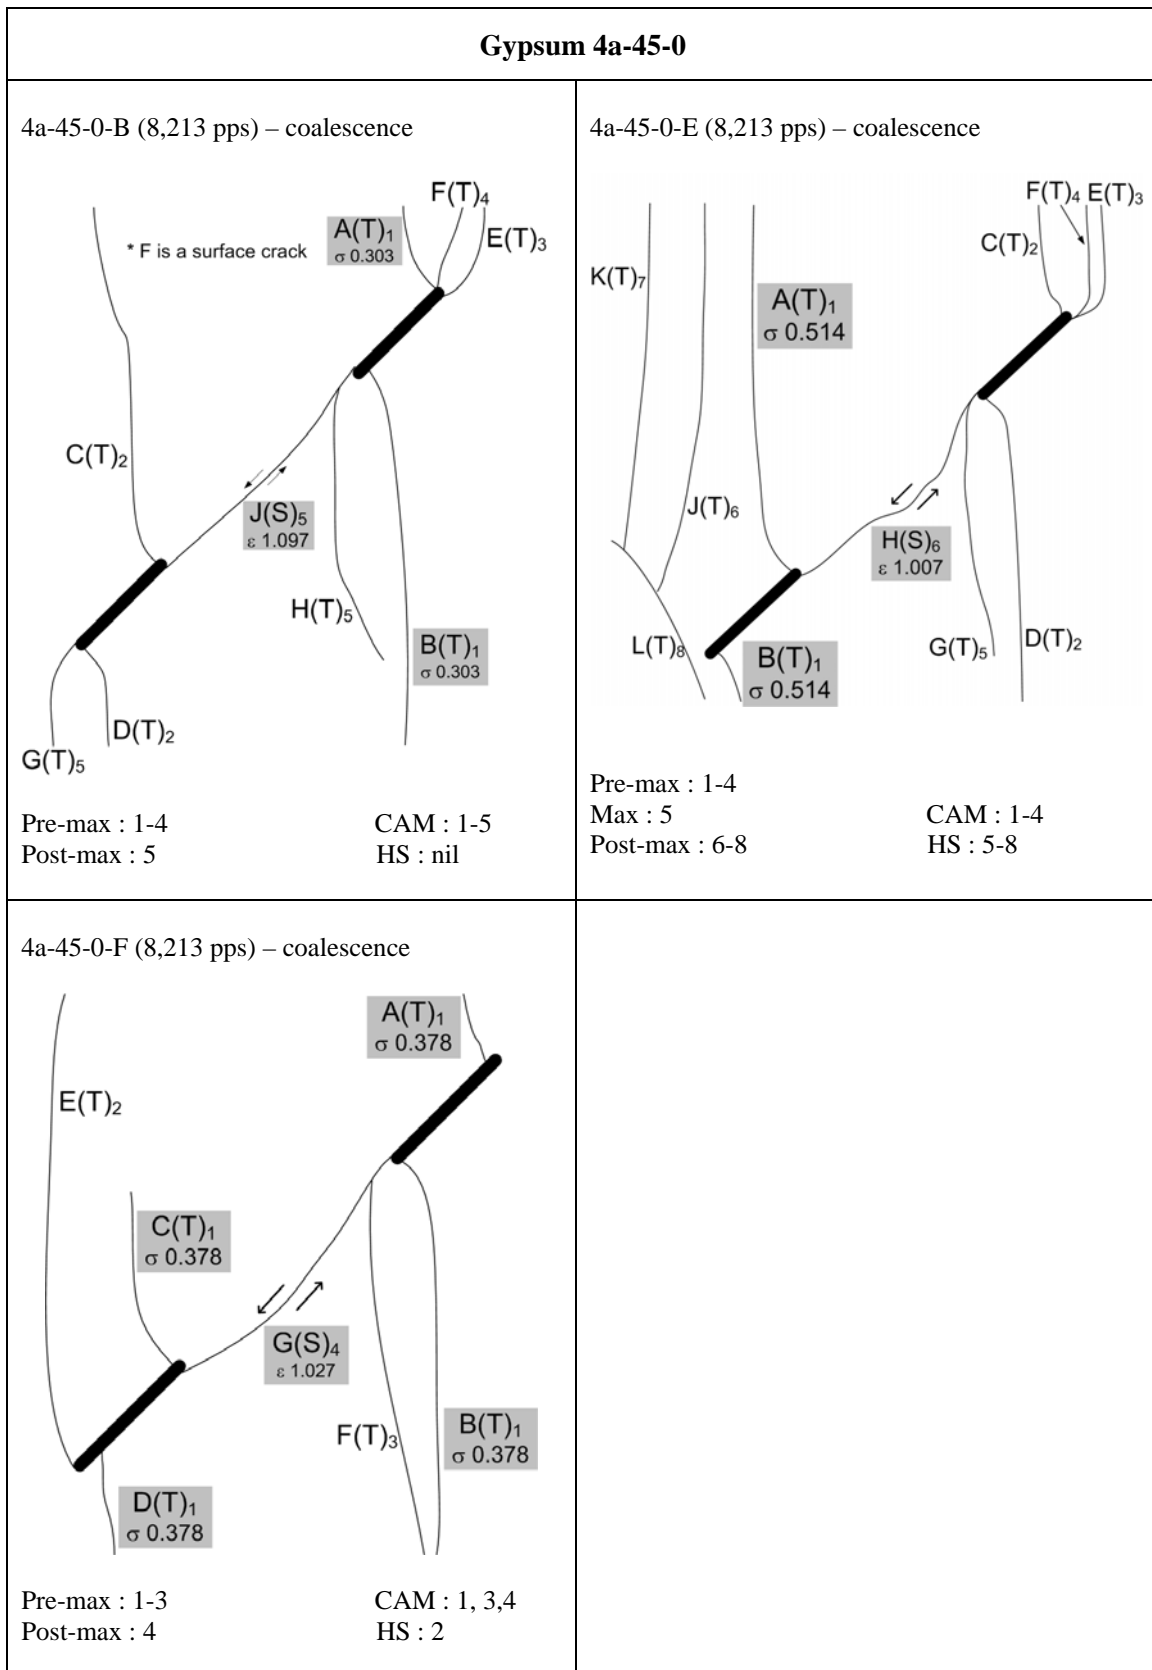 Gypsum 4a-45-0
4a-45-0-B (8,213 pps) – coalescence
F(T)₄
A(T)₁
σ 0.303
E(T)₃
* F is a surface crack
C(T)₂
J(S)₅
ε 1.097
H(T)₅
B(T)₁
σ 0.303
D(T)₂
G(T)₅
Pre-max : 1-4 CAM : 1-5
Post-max : 5 HS : nil
4a-45-0-E (8,213 pps) – coalescence
F(T)₄ E(T)₃
C(T)₂
K(T)₇
A(T)₁
σ 0.514
J(T)₆
H(S)₆
ε 1.007
L(T)₈
G(T)₅
D(T)₂
B(T)₁
σ 0.514
Pre-max : 1-4
Max : 5 CAM : 1-4
Post-max : 6-8 HS : 5-8
4a-45-0-F (8,213 pps) – coalescence
A(T)₁
σ 0.378
E(T)₂
C(T)₁
σ 0.378
G(S)₄
ε 1.027
F(T)₃
B(T)₁
σ 0.378
D(T)₁
σ 0.378
Pre-max : 1-3 CAM : 1, 3,4
Post-max : 4 HS : 2